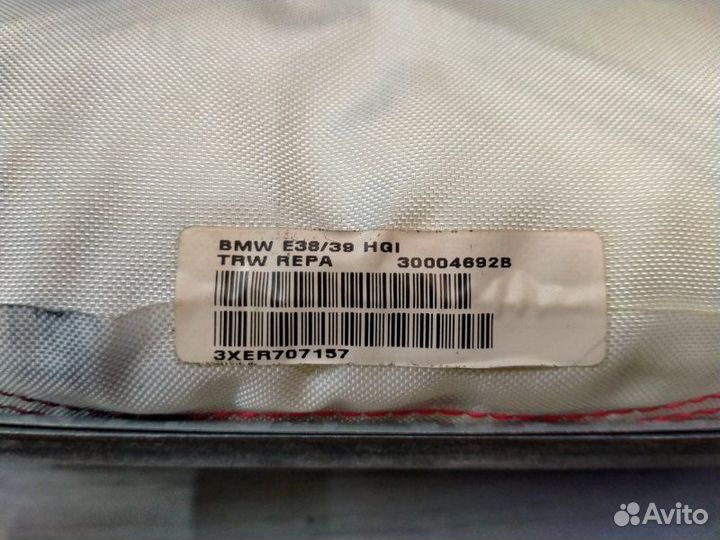 BMW E38/39 HGI
TRW REPA 30004692B
3XER707157
Avito